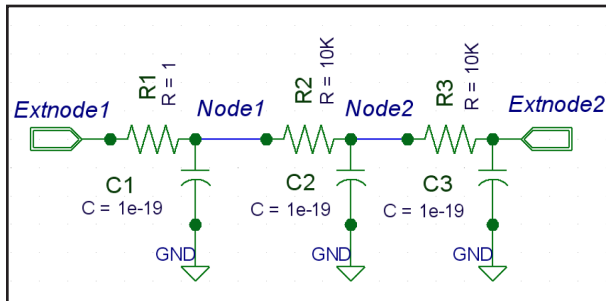 Extnode1
R1
R = 1
Node1
R2
R = 10K
Node2
R3
R = 10K
Extnode2
C1
C = 1e-19
C2
C = 1e-19
C3
C = 1e-19
GND
GND
GND